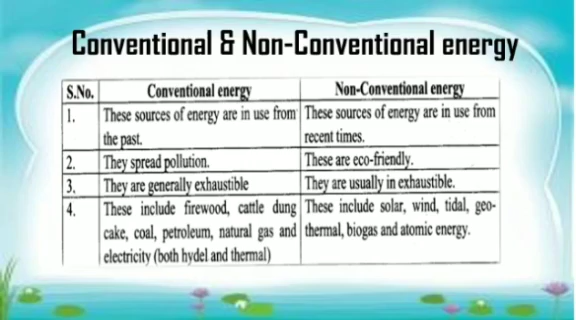 Conventional & Non-Conventional energy
S.No. Conventional energy Non-Conventional energy
1. These sources of energy are in use from These sources of energy are in use from
the past. recent times.
2. They spread pollution. These are eco-friendly.
3. They are generally exhaustible They are usually in exhaustible.
4. These include firewood, cattle dung These include solar, wind, tidal, geo-
cake, coal, petroleum, natural gas and thermal, biogas and atomic energy.
electricity (both hydel and thermal)